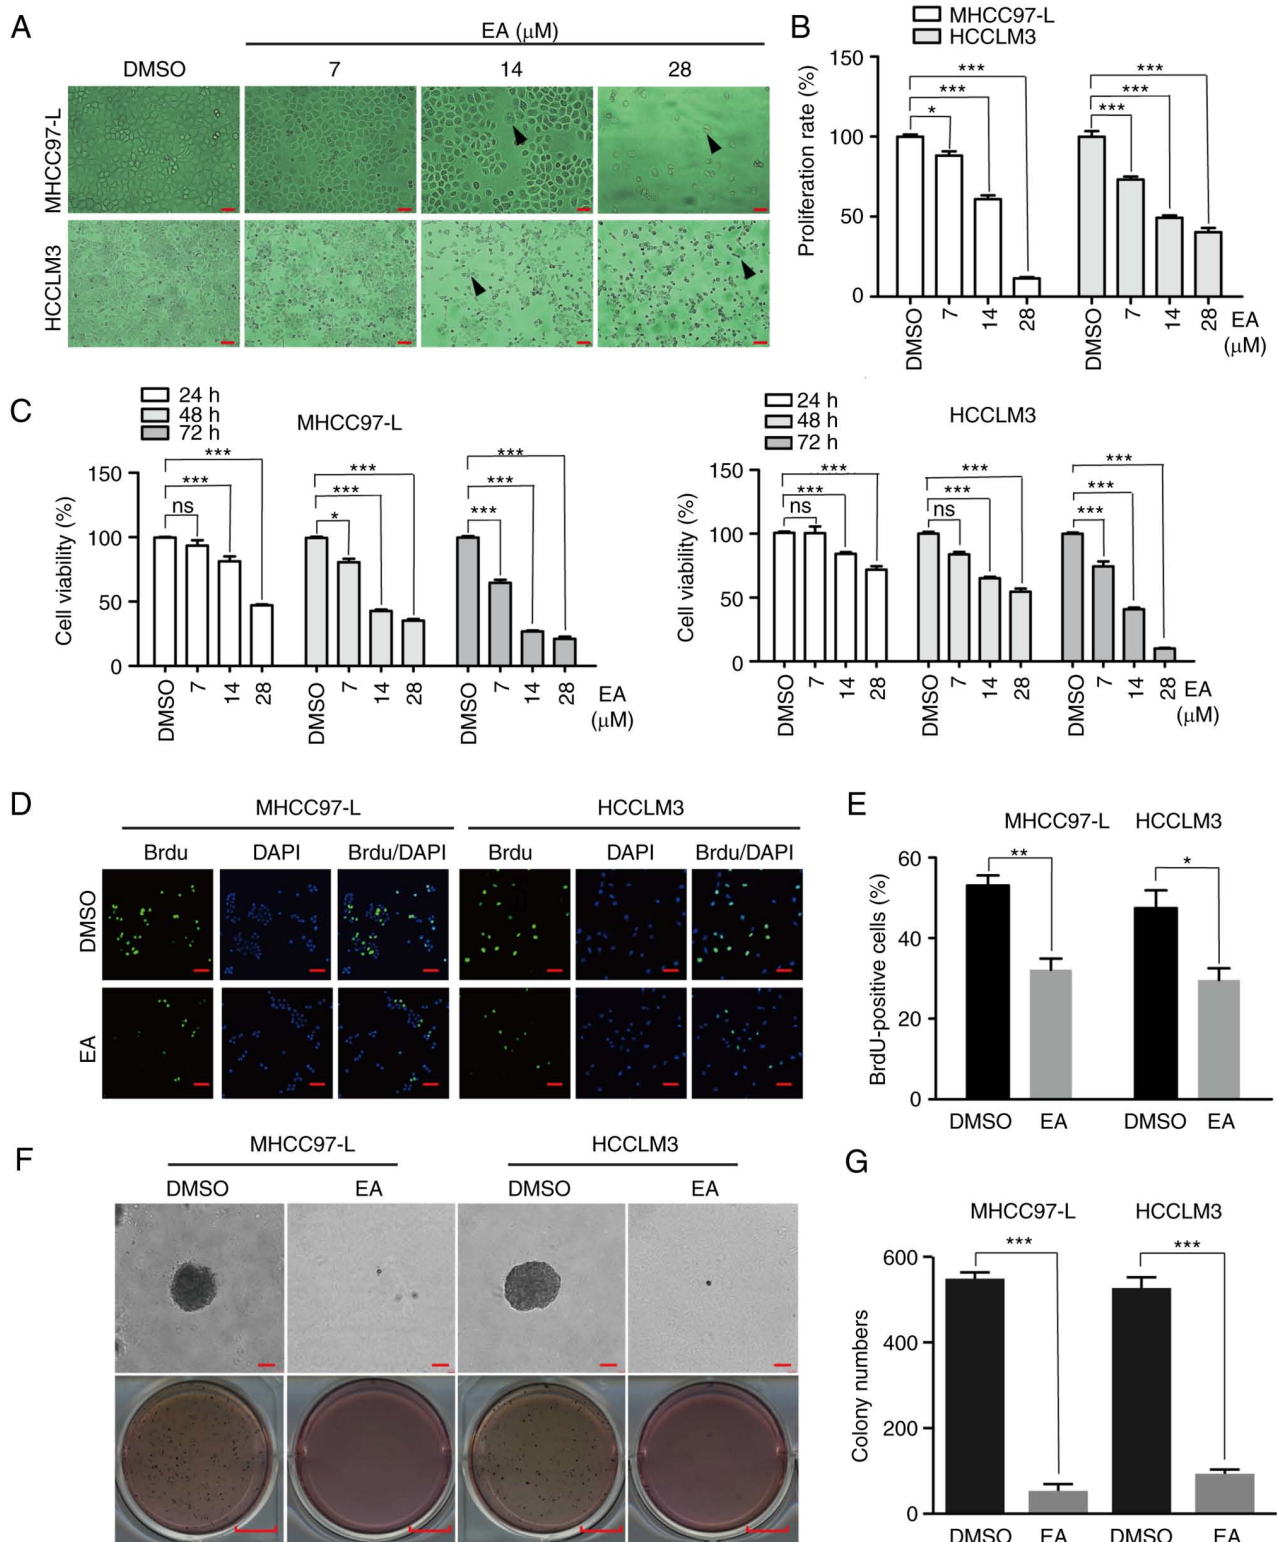 A
EA (μM)
DMSO 7 14 28
MHCC97-L
HCCLM3
B
MHCC97-L
HCCLM3
Proliferation rate (%)
150
100
50
0
* *** ***
*** *** ***
DMSO 7 14 28 DMSO 7 14 28 EA
(μM)
C
24 h
48 h
72 h
MHCC97-L
Cell viability (%)
150
100
50
0
ns *** ***
* *** ***
*** *** ***
DMSO 7 14 28 DMSO 7 14 28 DMSO 7 14 28 EA
(μM)
24 h
48 h
72 h
HCCLM3
Cell viability (%)
150
100
50
0
ns *** ***
ns *** ***
*** *** ***
DMSO 7 14 28 DMSO 7 14 28 DMSO 7 14 28 EA
(μM)
D
MHCC97-L HCCLM3
Brdu DAPI Brdu/DAPI Brdu DAPI Brdu/DAPI
DMSO
EA
E
MHCC97-L HCCLM3
BrdU-positive cells (%)
60
40
20
0
** *
DMSO EA DMSO EA
F
MHCC97-L HCCLM3
DMSO EA DMSO EA
G
MHCC97-L HCCLM3
Colony numbers
600
400
200
0
*** ***
DMSO EA DMSO EA